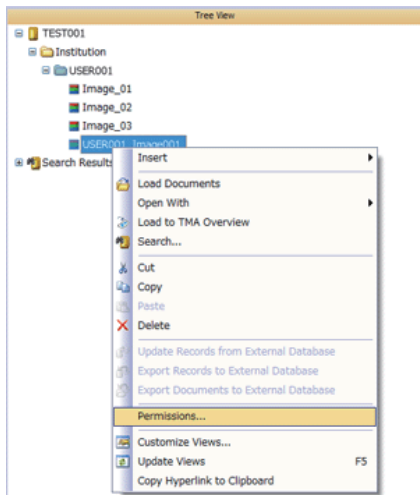 Tree View
TEST001
Institution
USER001
Image_01
Image_02
Image_03
USER001_Image001
Search Results
Insert
Load Documents
Open With
Load to TMA Overview
Search...
Cut
Copy
Paste
Delete
Update Records from External Database
Export Records to External Database
Export Documents to External Database
Permissions...
Customize Views...
Update Views F5
Copy Hyperlink to Clipboard